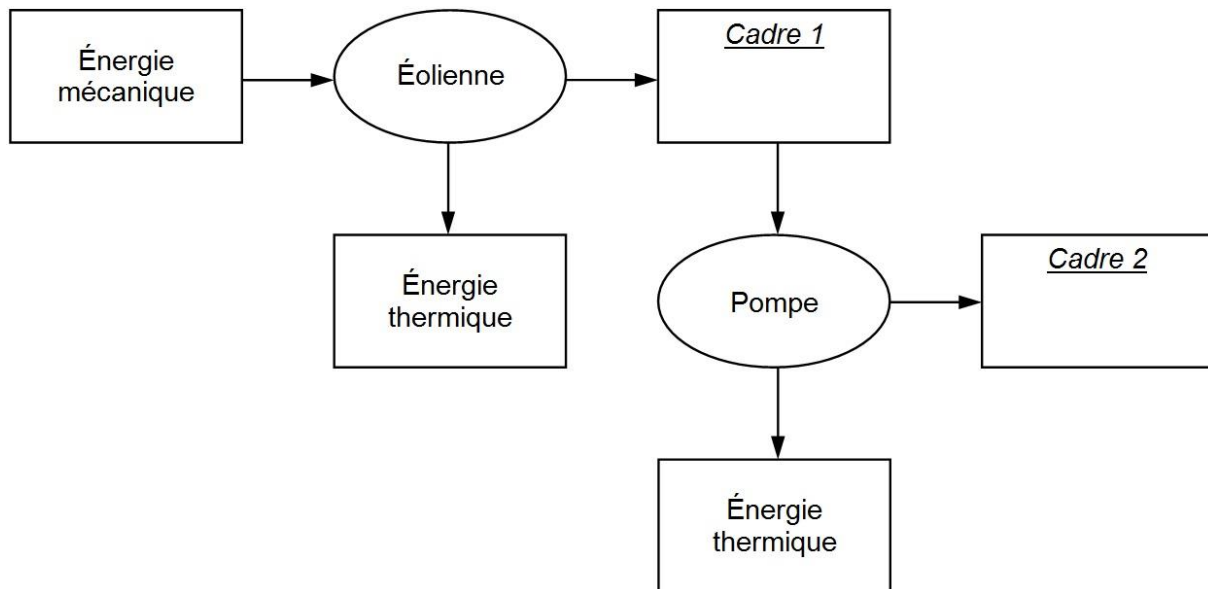 Énergie
mécanique
Éolienne
Cadre 1
Énergie
thermique
Pompe
Cadre 2
Énergie
thermique